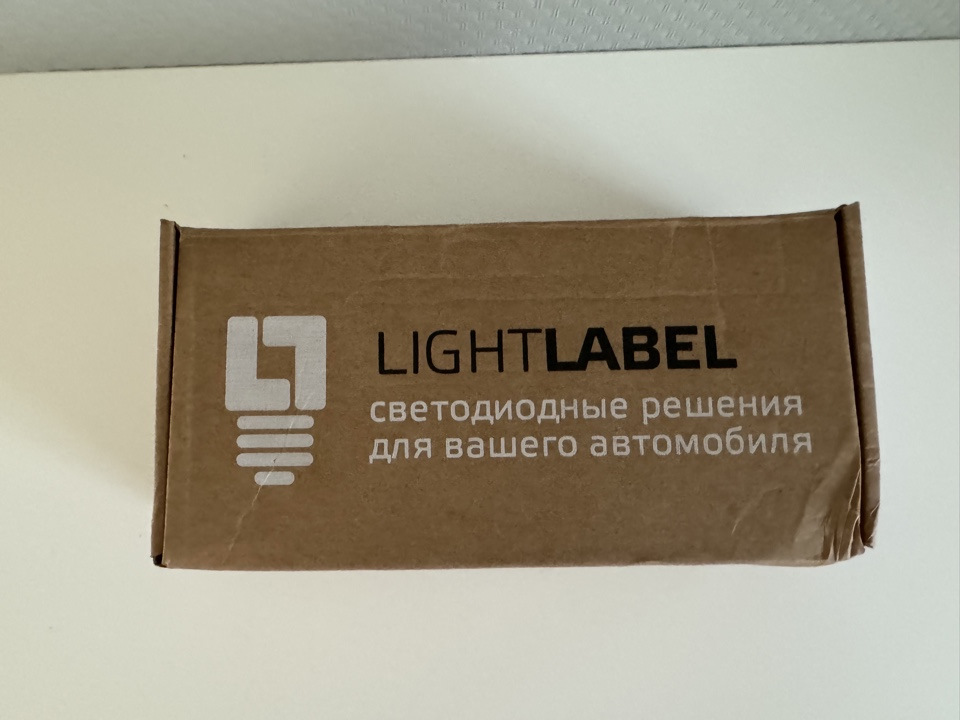 LIGHTLABEL
светодиодные решения
для вашего автомобиля